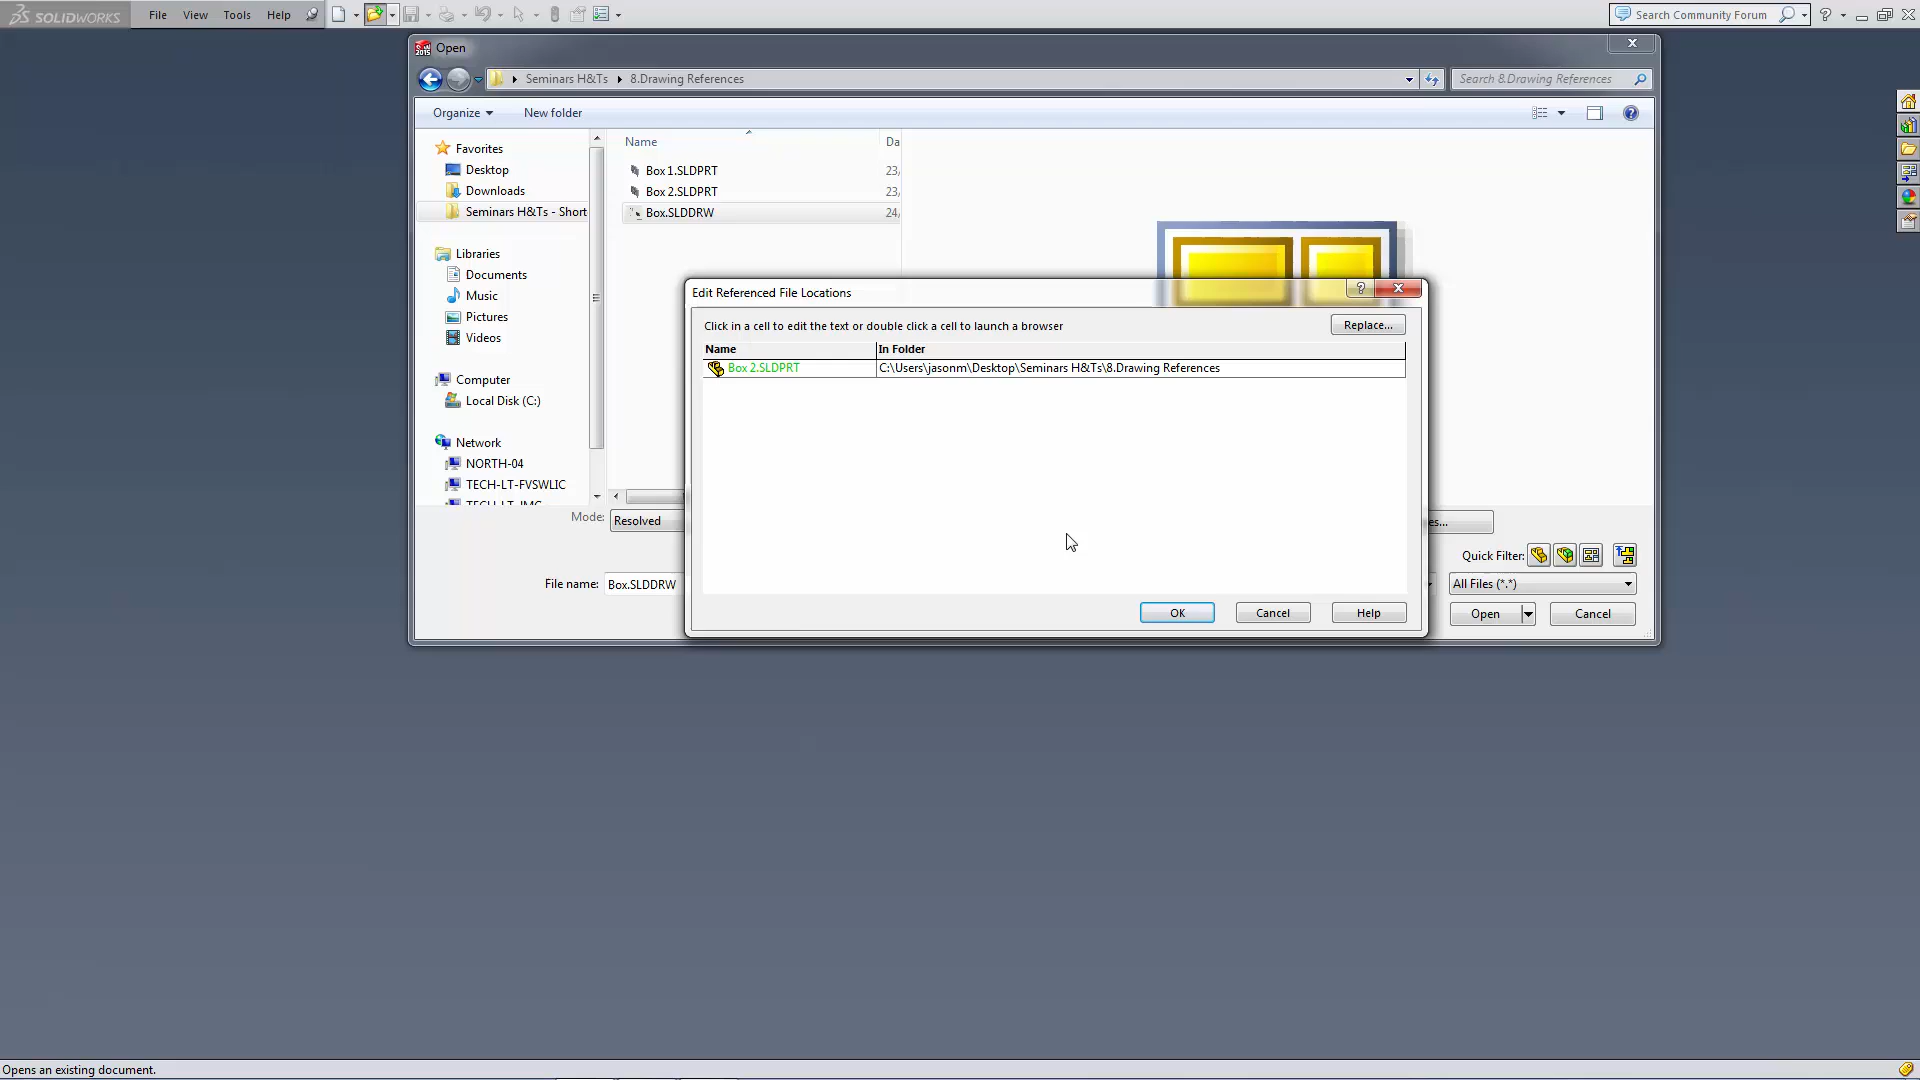 SOLIDWORKS File View Tools Help Search Community Forum ?
Open
Seminars H&Ts 8.Drawing References Search 8.Drawing References
Organize New folder
Name Da
Favorites
Desktop
Downloads
Seminars H&Ts - Short
Libraries
Documents
Music
Pictures
Videos
Computer
Local Disk (C:)
Network
NORTH-04
TECH-LT-FVSWLIC
Box 1.SLDPRT 23,
Box 2.SLDPRT 23,
Box.SLDDRW 24,
Edit Referenced File Locations
Click in a cell to edit the text or double click a cell to launch a browser Replace...
Name In Folder
Box 2.SLDPRT C:\Users\jasonm\Desktop\Seminars H&Ts\8.Drawing References
OK Cancel Help
Mode: Resolved es...
Quick Filter:
File name: Box.SLDDRW All Files (*.*)
Open Cancel
Opens an existing document.